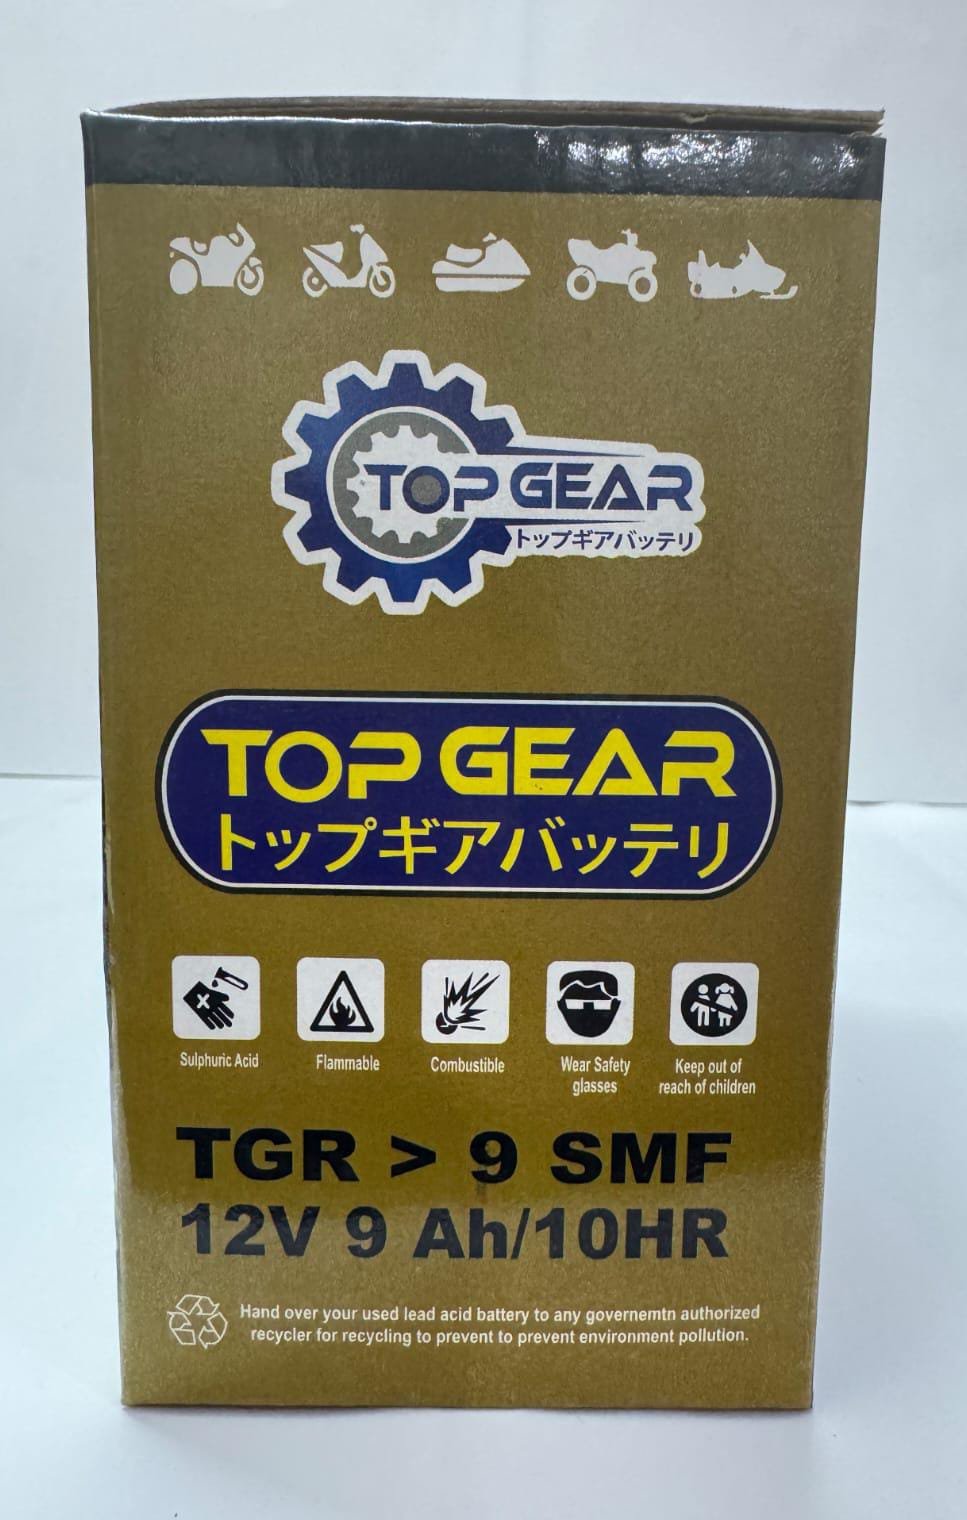 TOP GEAR
トップギアバッテリ
TOP GEAR
トップギアバッテリ
Sulphuric Acid
Flammable
Combustible
Wear Safety
glasses
Keep out of
reach of children
TGR > 9 SMF
12V 9 Ah/10HR
Hand over your used lead acid battery to any governemtn authorized
recycler for recycling to prevent to prevent environment pollution.